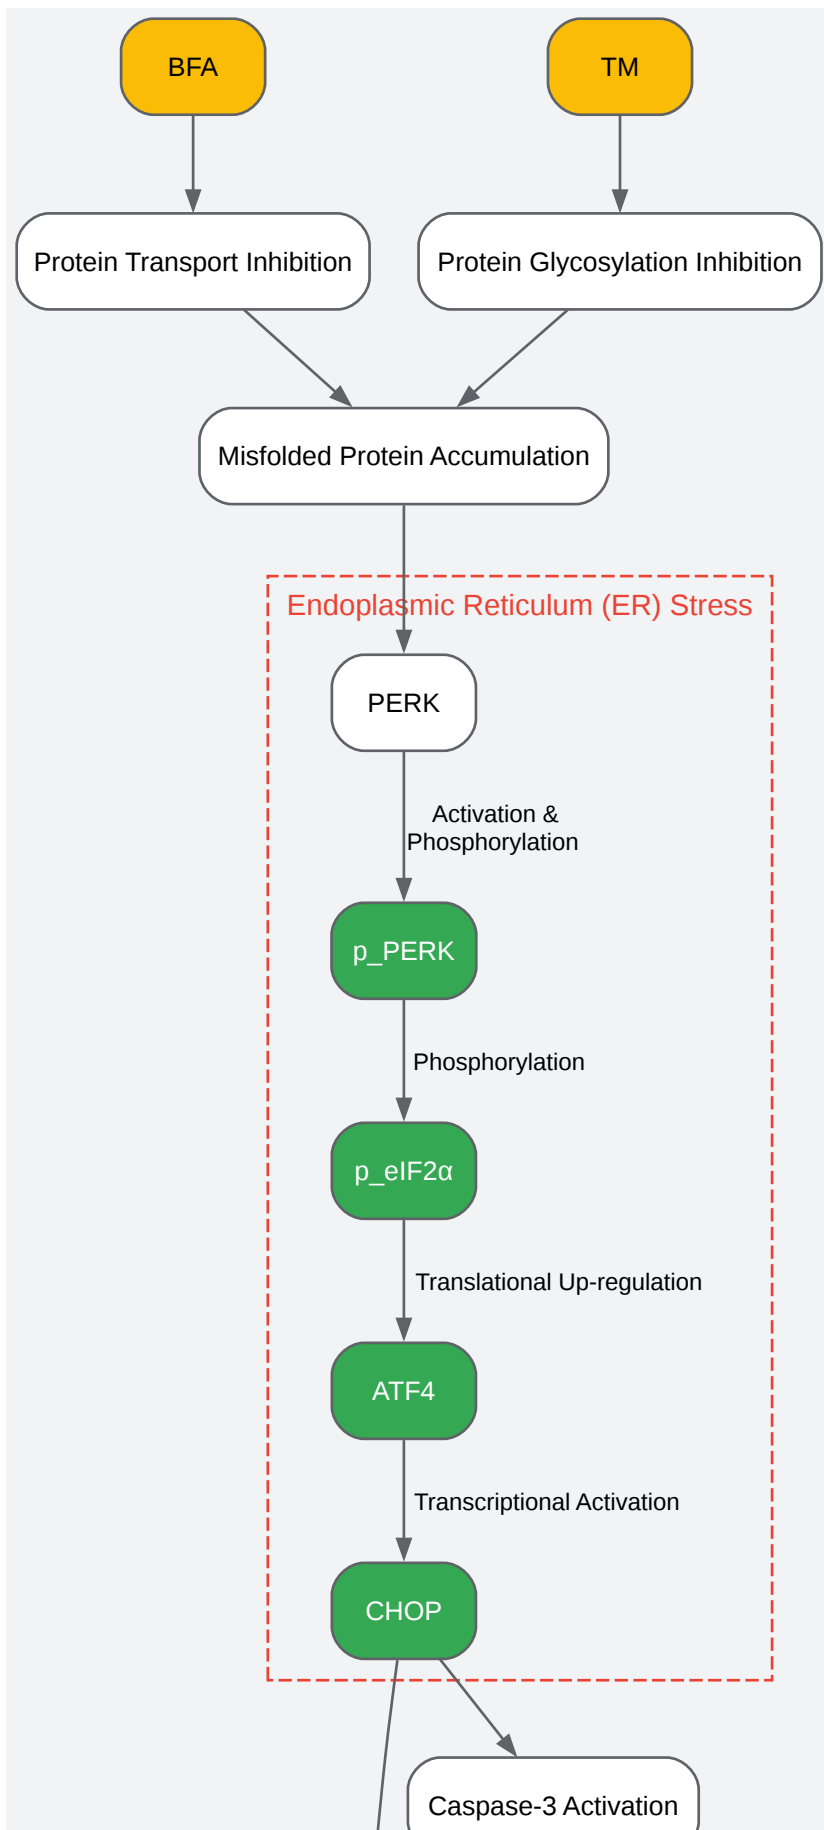 BFA
TM
Protein Transport Inhibition
Protein Glycosylation Inhibition
Misfolded Protein Accumulation
Endoplasmic Reticulum (ER) Stress
PERK
Activation &
Phosphorylation
p_PERK
Phosphorylation
p_eIF2α
Translational Up-regulation
ATF4
Transcriptional Activation
CHOP
Caspase-3 Activation